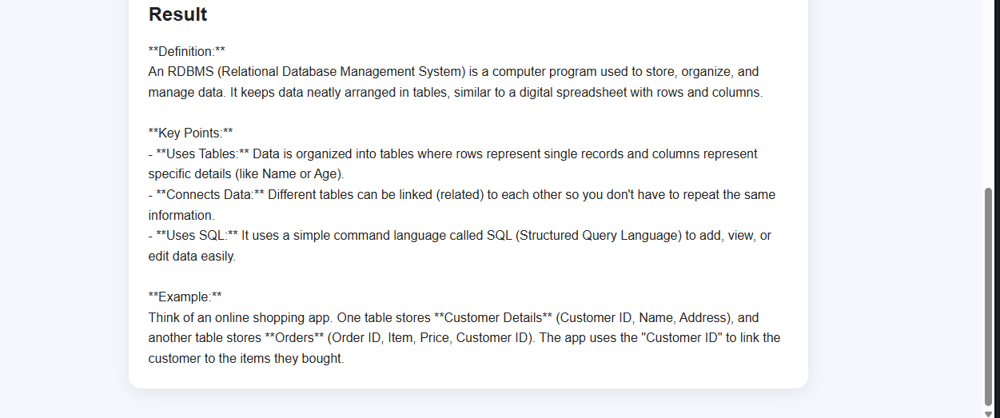 Result
**Definition:**
An RDBMS (Relational Database Management System) is a computer program used to store, organize, and
manage data. It keeps data neatly arranged in tables, similar to a digital spreadsheet with rows and columns.
**Key Points:**
- **Uses Tables:** Data is organized into tables where rows represent single records and columns represent
specific details (like Name or Age).
- **Connects Data:** Different tables can be linked (related) to each other so you don't have to repeat the same
information.
- **Uses SQL:** It uses a simple command language called SQL (Structured Query Language) to add, view, or
edit data easily.
**Example:**
Think of an online shopping app. One table stores **Customer Details** (Customer ID, Name, Address), and
another table stores **Orders** (Order ID, Item, Price, Customer ID). The app uses the "Customer ID" to link the
customer to the items they bought.